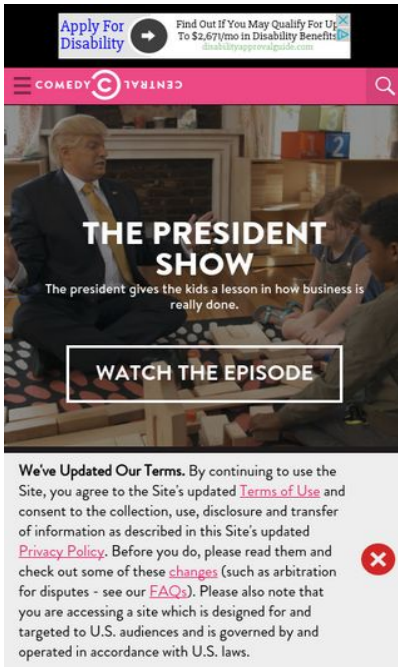 Apply For
Disability
Find Out If You May Qualify For Up
To $2,671/mo in Disability Benefits
disabilityapprovalguide.com
COMEDY C CENTRAL
2
THE PRESIDENT
SHOW
The president gives the kids a lesson in how business is
really done.
WATCH THE EPISODE
We've Updated Our Terms. By continuing to use the
Site, you agree to the Site's updated Terms of Use and
consent to the collection, use, disclosure and transfer
of information as described in this Site's updated
Privacy Policy. Before you do, please read them and
check out some of these changes (such as arbitration
for disputes - see our FAQs). Please also note that
you are accessing a site which is designed for and
targeted to U.S. audiences and is governed by and
operated in accordance with U.S. laws.